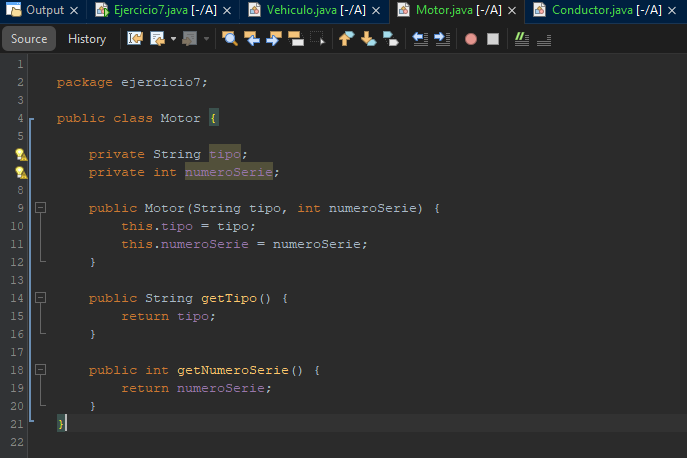 Output Ejercicio7.java [-/A] Vehiculo.java [-/A] Motor.java [-/A] Conductor.java [-/A]
Source History
1
2 package ejercicio7;
3
4 public class Motor {
5
private String tipo;
private int numeroSerie;
8
9 public Motor(String tipo, int numeroSerie) {
10 this.tipo = tipo;
11 this.numeroSerie = numeroSerie;
12 }
13
14 public String getTipo() {
15 return tipo;
16 }
17
18 public int getNumeroSerie() {
19 return numeroSerie;
20 }
21 }
22